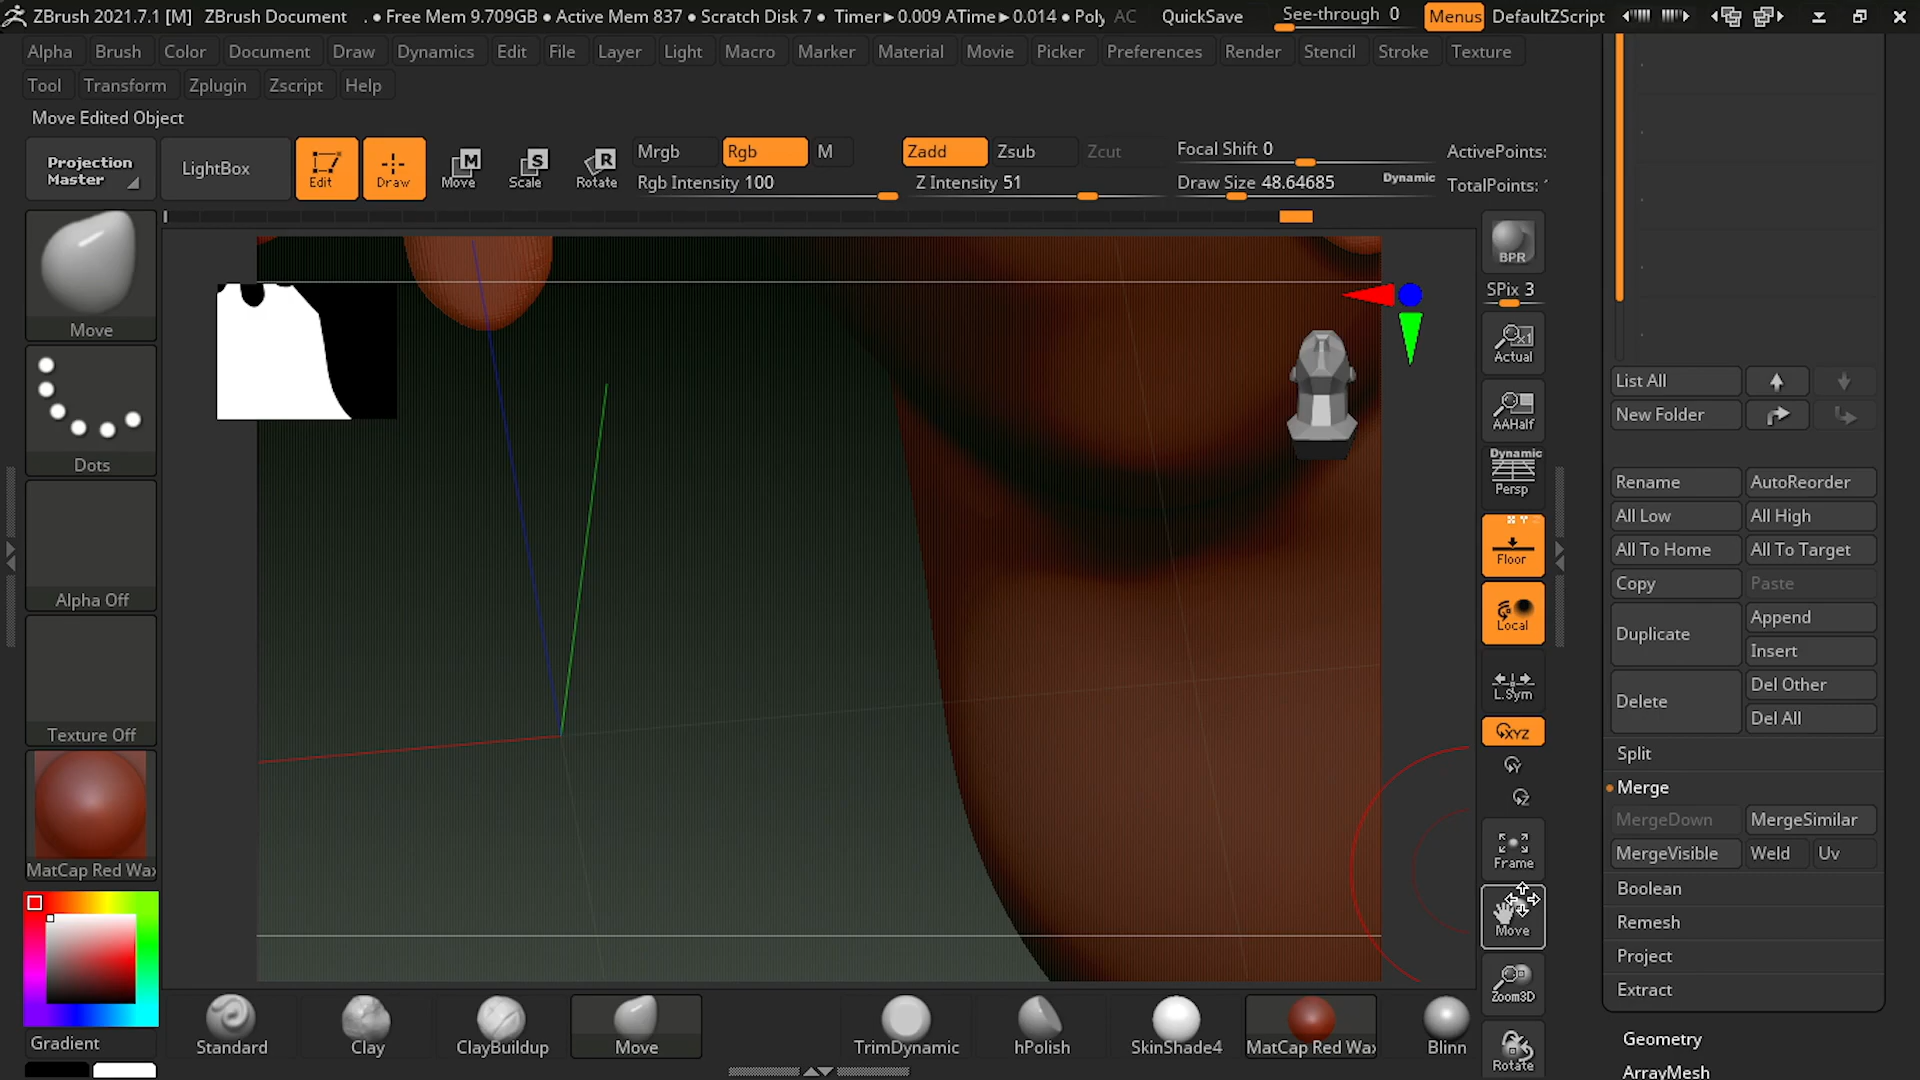 ZBrush 2021.7.1 [M] ZBrush Document . • Free Mem 9.709GB • Active Mem 837 • Scratch Disk 7 • Timer▶0.009 ATime▶0.014 • Poly AC QuickSave See-through 0 Menus DefaultZScript
Alpha Brush Color Document Draw Dynamics Edit File Layer Light Macro Marker Material Movie Picker Preferences Render Stencil Stroke Texture
Tool Transform Zplugin Zscript Help
Move Edited Object
Projection Master LightBox Edit Draw Move Scale Rotate
M S R
Mrgb Rgb M Zadd Zsub Zcut Focal Shift 0 ActivePoints:
Rgb Intensity 100 Z Intensity 51 Draw Size 48.64685 Dynamic TotalPoints:
Move
Dots
Alpha Off
Texture Off
MatCap Red Wax
Gradient
BPR
SPix 3
Actual
AAHalf
Dynamic
Persp
Floor
Local
L.Sym
XYZ
Y
Z
Frame
Move
Zoom3D
Rotate
List All
New Folder
Rename AutoReorder
All Low All High
All To Home All To Target
Copy Paste
Duplicate Append
Insert
Delete Del Other
Del All
Split
Merge
MergeDown MergeSimilar
MergeVisible Weld Uv
Boolean
Remesh
Project
Extract
Geometry
ArrayMesh
Standard Clay ClayBuildup Move TrimDynamic hPolish SkinShade4 MatCap Red Wax Blinn